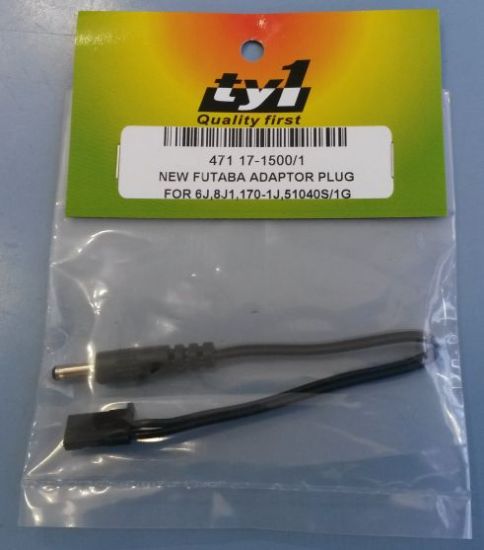 ty1
Quality first
471 17-1500/1
NEW FUTABA ADAPTOR PLUG
FOR 6J,8J1,170-1J,51040S/1G